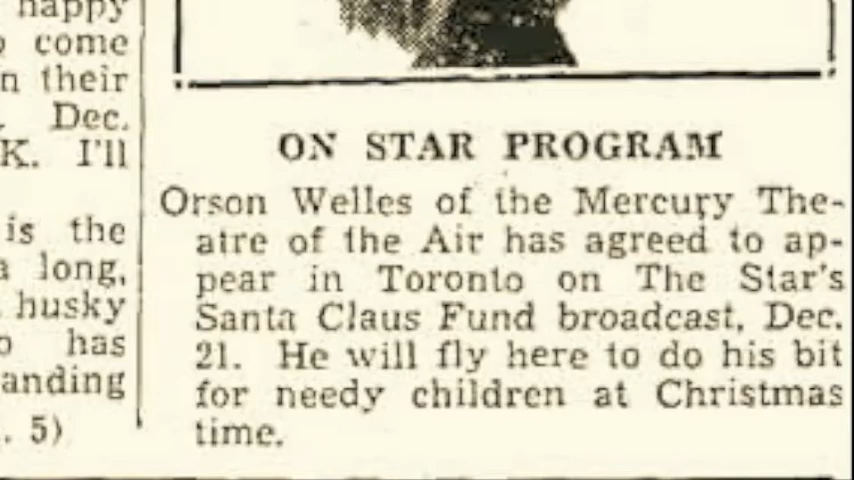 happy
come
n their
. Dec.
K. I'll
is the
a long,
husky
o has
anding
. 5)
ON STAR PROGRAM
Orson Welles of the Mercury The-
atre of the Air has agreed to ap-
pear in Toronto on The Star's
Santa Claus Fund broadcast, Dec.
21. He will fly here to do his bit
for needy children at Christmas
time.